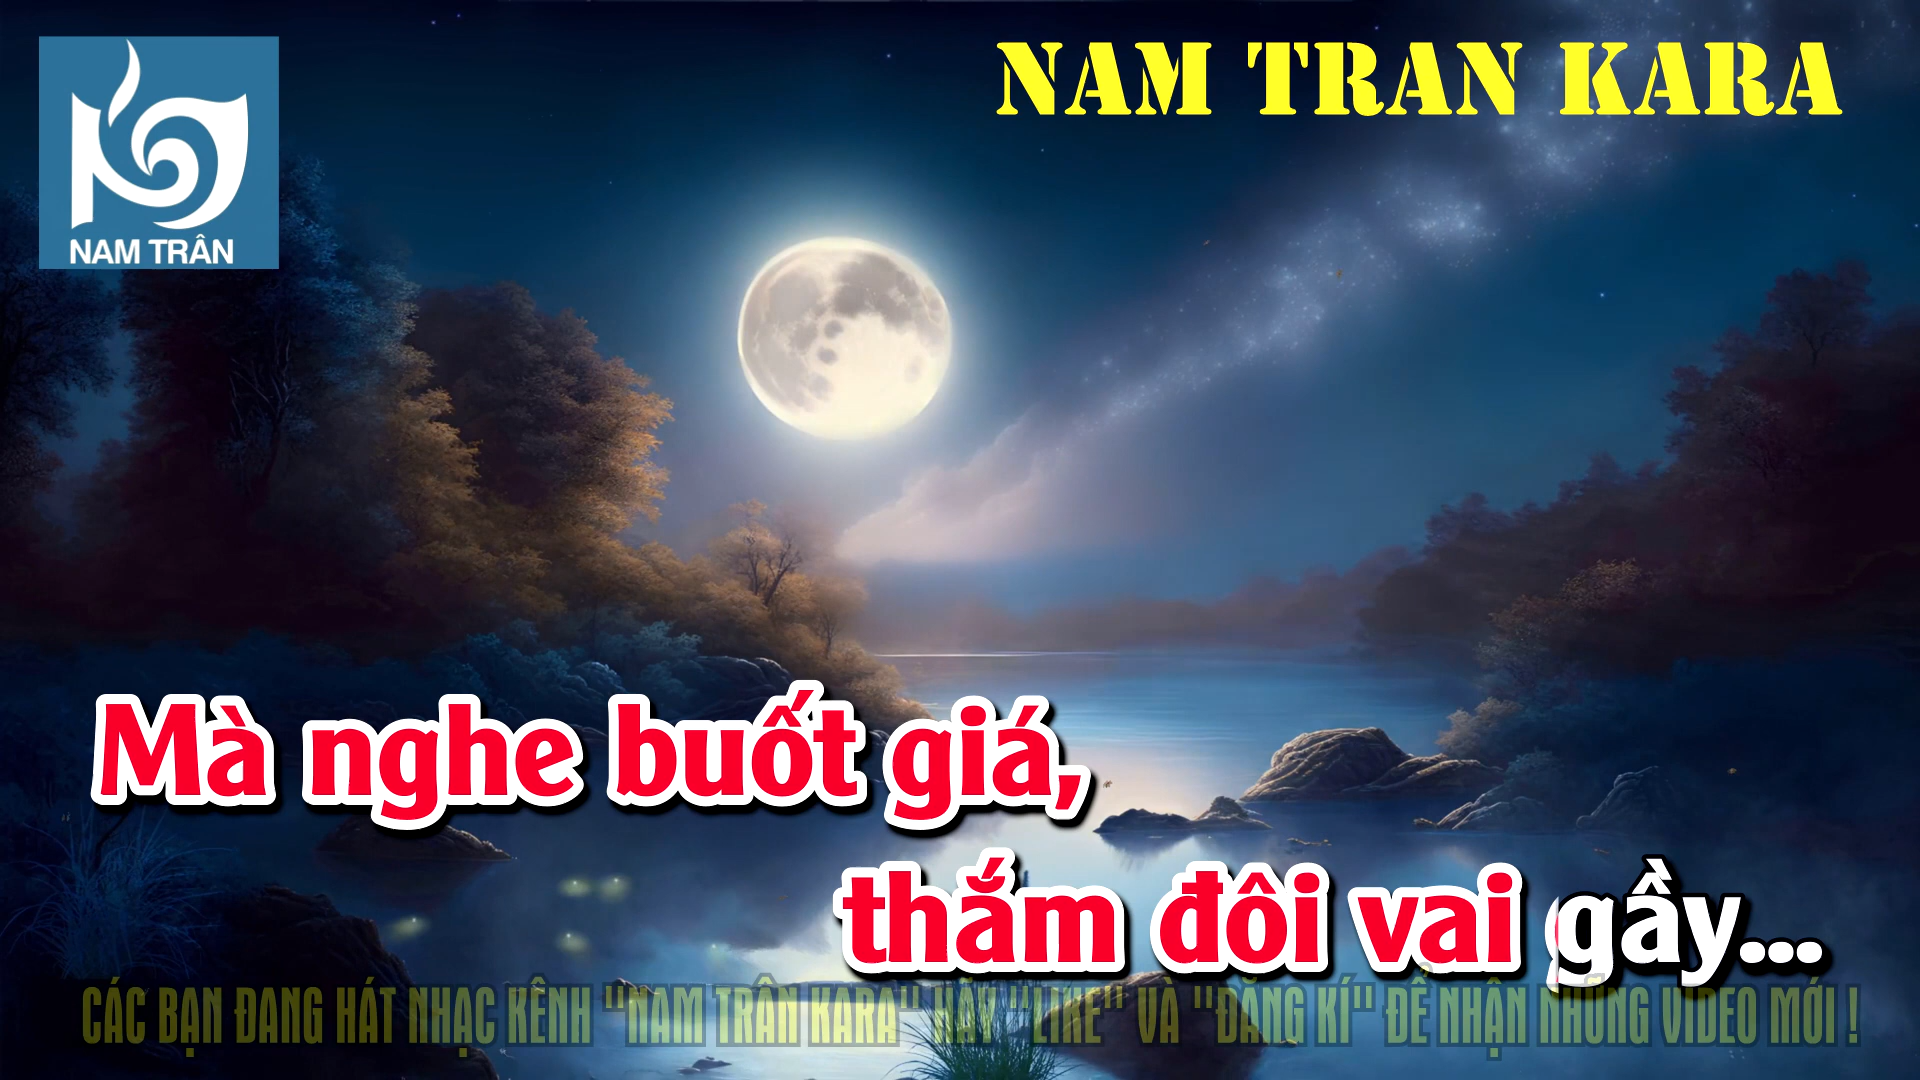 NAM TRAN KARA
NAM TRÂN
Mà nghe buốt giá,
thắm đôi vai gầy...
CÁC BẠN ĐANG HÁT NHẠC KÊNH "NAM TRÂN KARA" HÃY "LIKE" VÀ "ĐĂNG KÍ" ĐỂ NHẬN NHỮNG VIDEO MỚI !